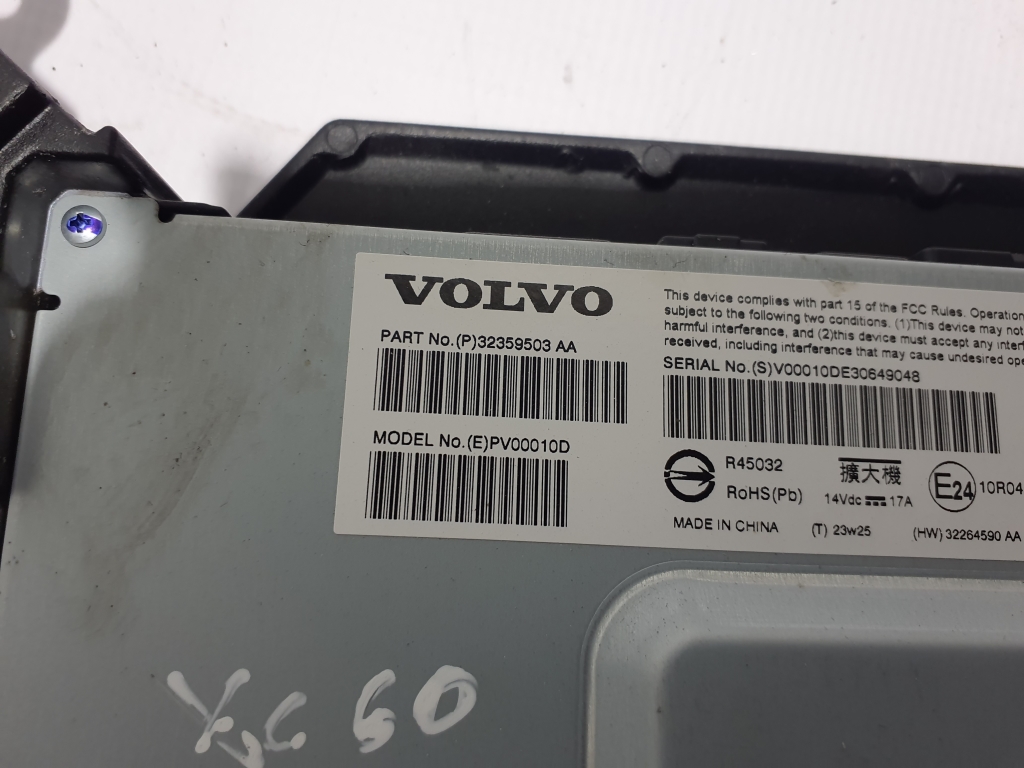 VOLVO
PART No.(P)32359503 AA
MODEL No.(E)PV00010D
This device complies with part 15 of the FCC Rules. Operation
subject to the following two conditions. (1)This device may not
harmful interference, and (2)this device must accept any
received, including interference that may cause undesired
SERIAL No.(S)V00010DE30649048
R45032
RoHS(Pb)
擴大機
14Vdc 17A
E24
10R04
MADE IN CHINA
(T) 23w25
(HW) 32264590 AA
XC 60